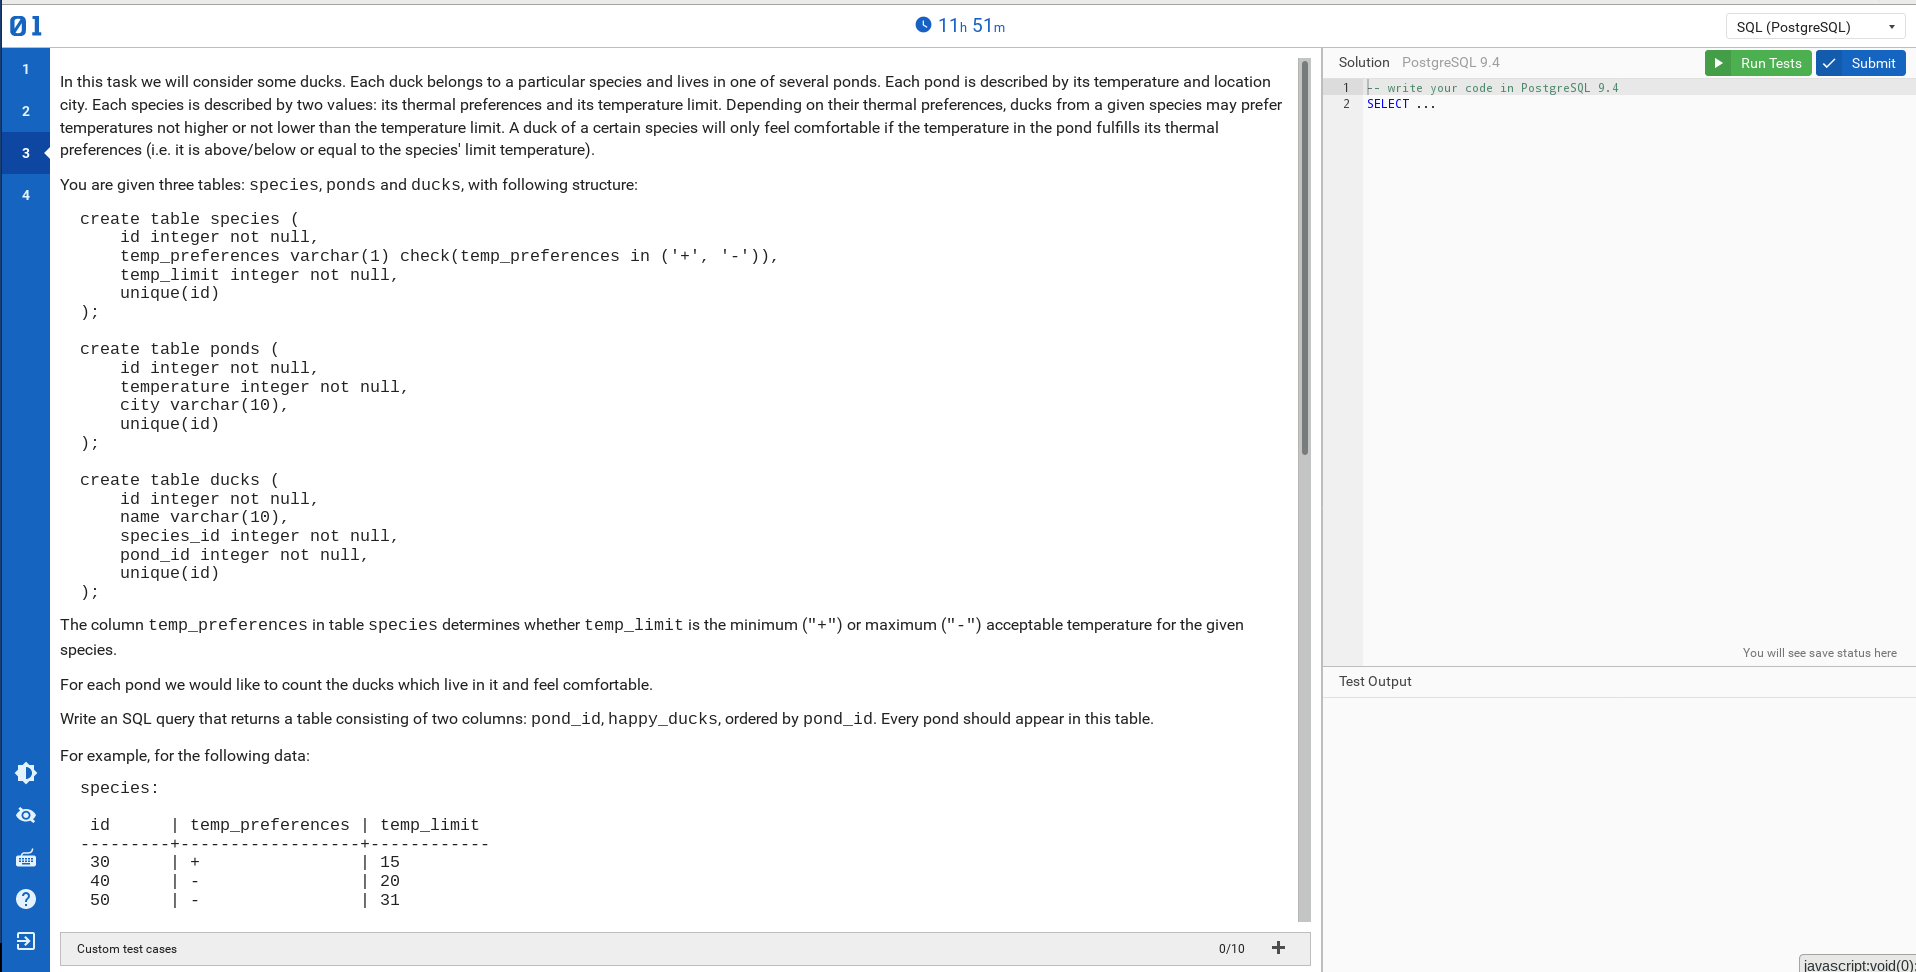 01
11h 51m
SQL (PostgreSQL)
1
2
3
4
In this task we will consider some ducks. Each duck belongs to a particular species and lives in one of several ponds. Each pond is described by its temperature and location
city. Each species is described by two values: its thermal preferences and its temperature limit. Depending on their thermal preferences, ducks from a given species may prefer
temperatures not higher or not lower than the temperature limit. A duck of a certain species will only feel comfortable if the temperature in the pond fulfills its thermal
preferences (i.e. it is above/below or equal to the species' limit temperature).
You are given three tables: species, ponds and ducks, with following structure:
create table species (
    id integer not null,
    temp_preferences varchar(1) check(temp_preferences in ('+', '-')),
    temp_limit integer not null,
    unique(id)
);
create table ponds (
    id integer not null,
    temperature integer not null,
    city varchar(10),
    unique(id)
);
create table ducks (
    id integer not null,
    name varchar(10),
    species_id integer not null,
    pond_id integer not null,
    unique(id)
);
The column temp_preferences in table species determines whether temp_limit is the minimum ("+") or maximum ("-") acceptable temperature for the given
species.
For each pond we would like to count the ducks which live in it and feel comfortable.
Write an SQL query that returns a table consisting of two columns: pond_id, happy_ducks, ordered by pond_id. Every pond should appear in this table.
For example, for the following data:
species:
 id      | temp_preferences | temp_limit
---------+------------------+------------
 30      | +                | 15
 40      | -                | 20
 50      | -                | 31
Custom test cases 0/10 +
Solution PostgreSQL 9.4 Run Tests Submit
1 -- write your code in PostgreSQL 9.4
2 SELECT ...
You will see save status here
Test Output
javascript:void(0);